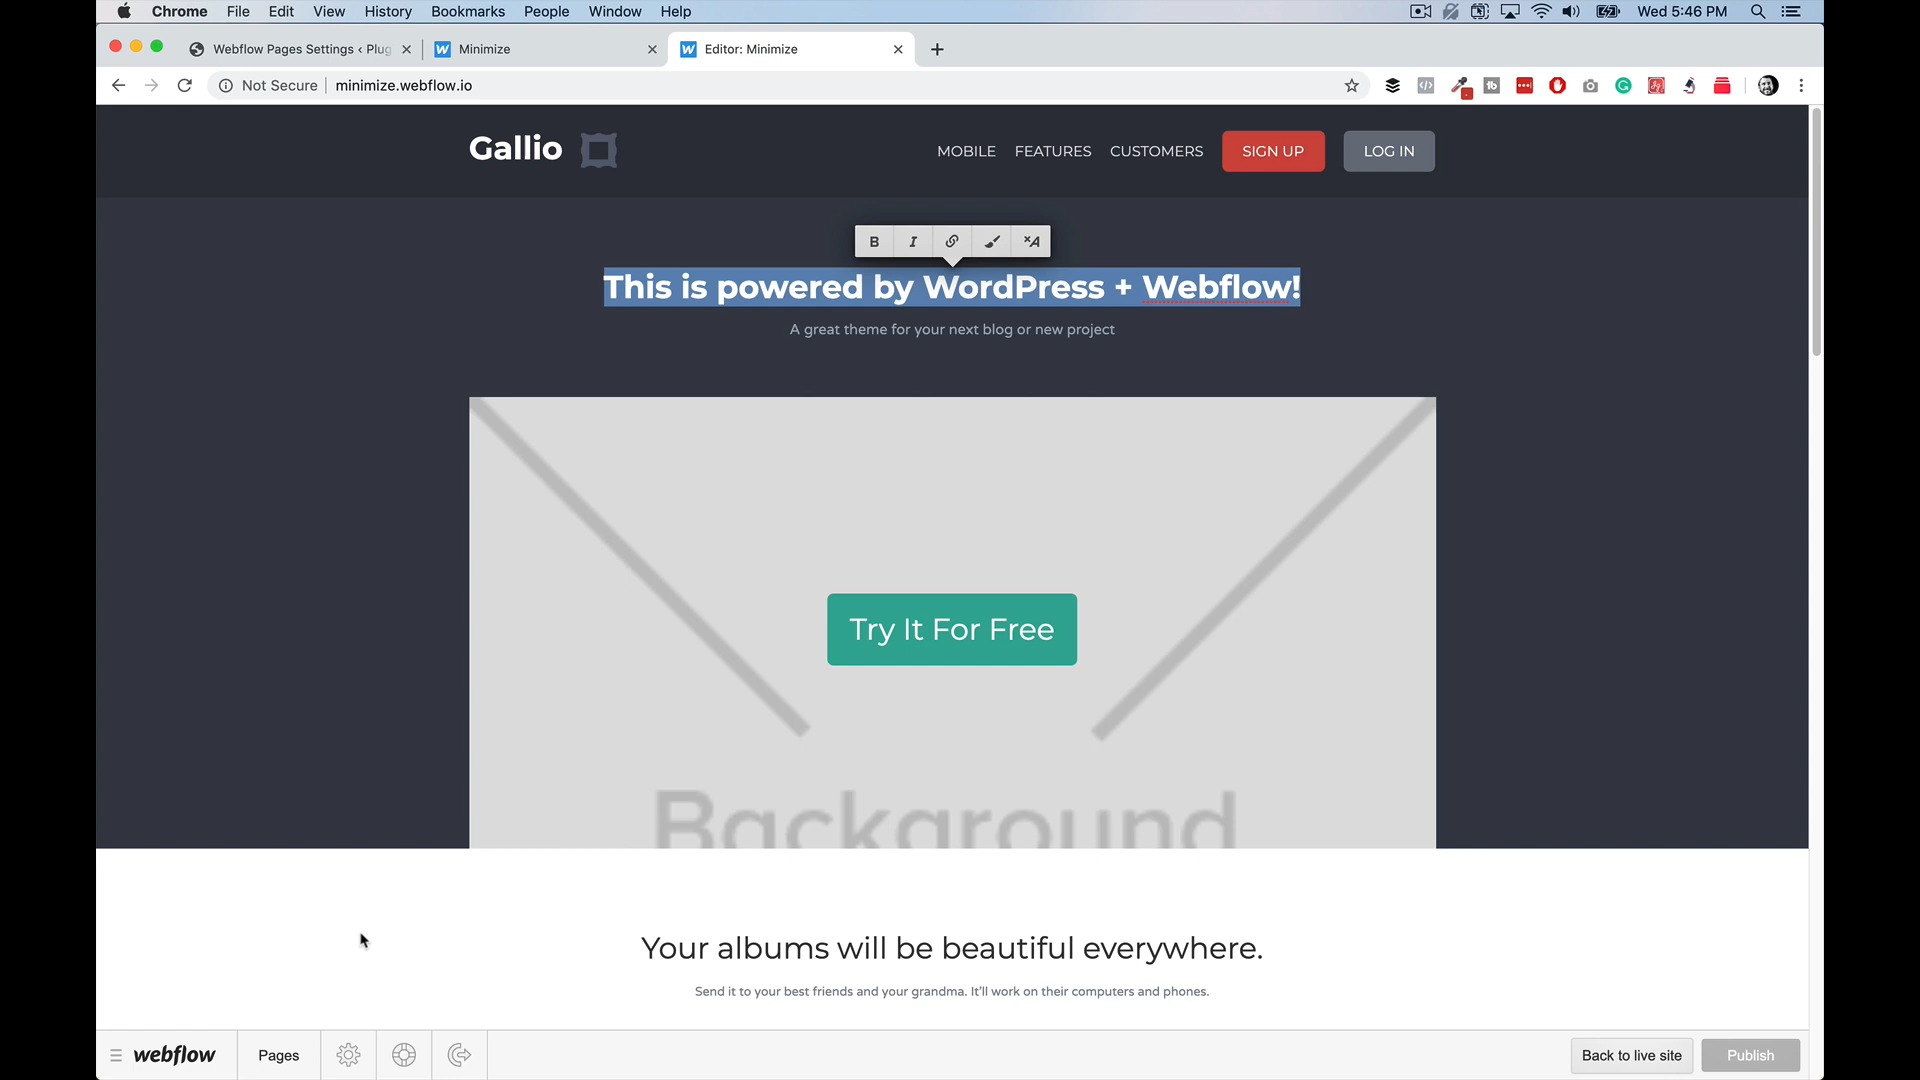 Chrome File Edit View History Bookmarks People Window Help Wed 5:46 PM
Webflow Pages Settings ‹ Plug Minimize Editor: Minimize
Not Secure minimize.webflow.io
Gallio MOBILE FEATURES CUSTOMERS SIGN UP LOG IN
B I
This is powered by WordPress + Webflow!
A great theme for your next blog or new project
Try It For Free
Background
Your albums will be beautiful everywhere.
Send it to your best friends and your grandma. It'll work on their computers and phones.
webflow Pages Back to live site Publish